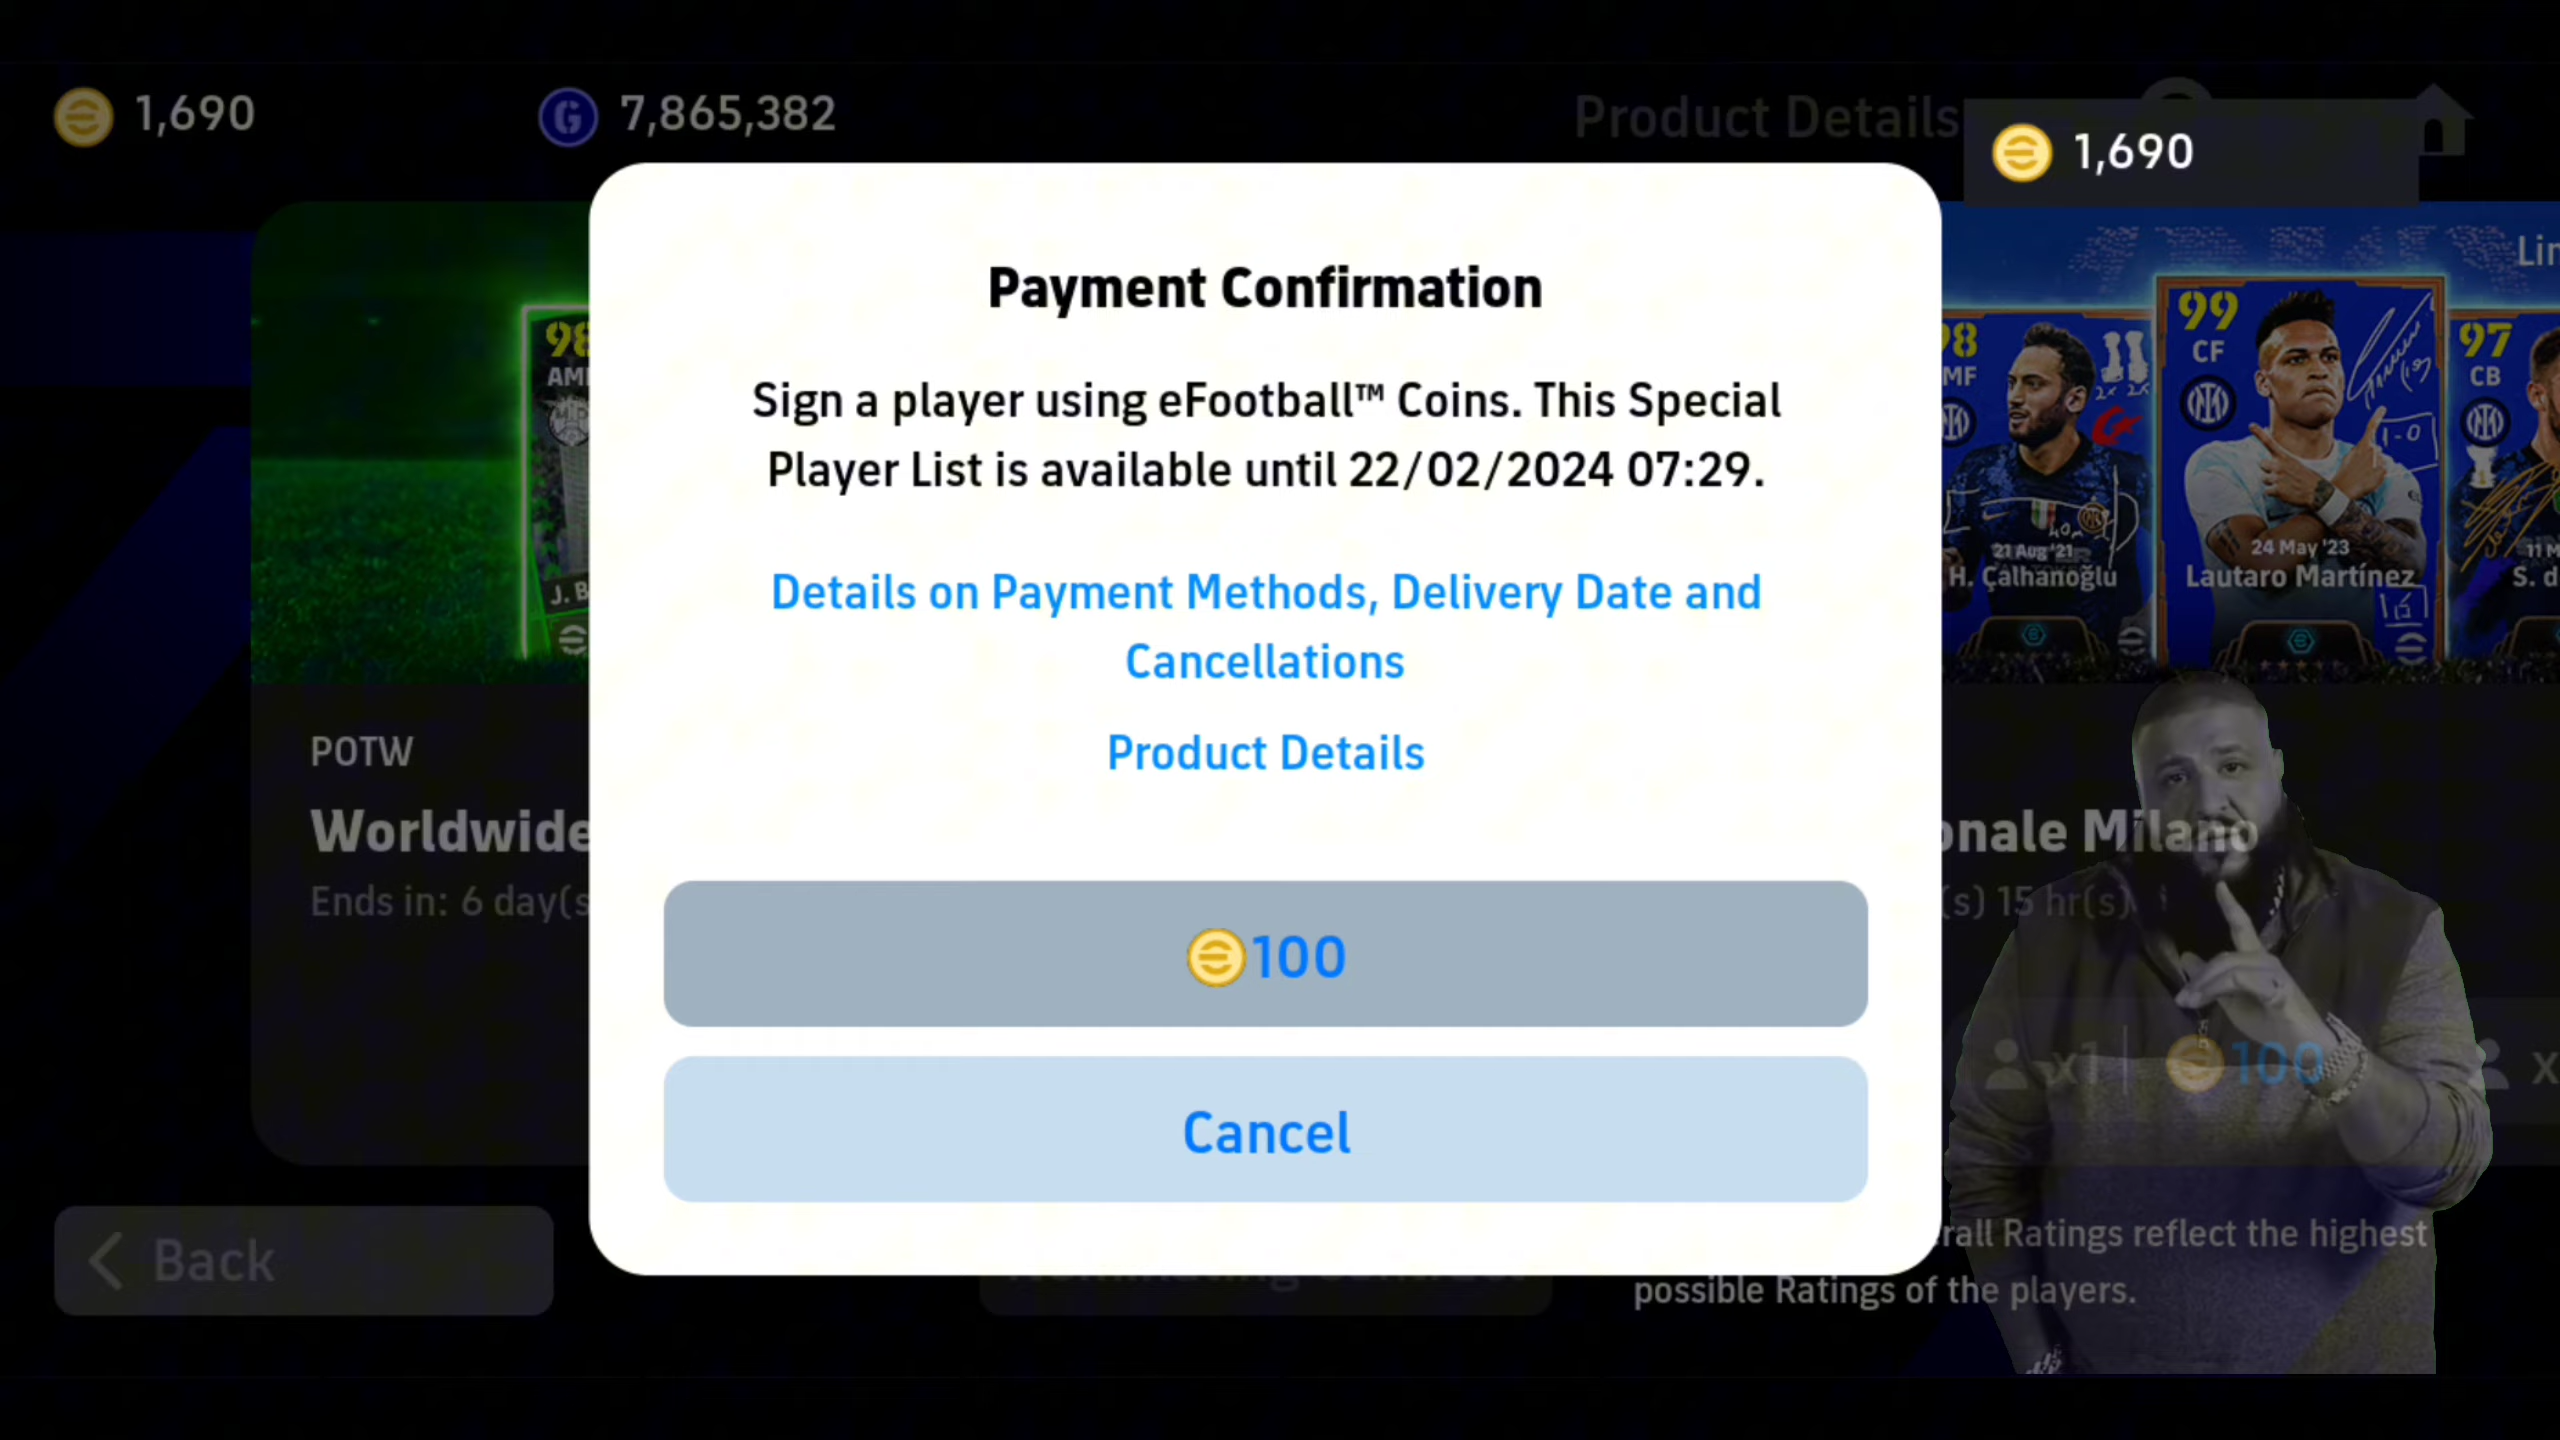 1,690
7,865,382
Product Details
1,690
Payment Confirmation
Sign a player using eFootball™ Coins. This Special
Player List is available until 22/02/2024 07:29.
Details on Payment Methods, Delivery Date and
Cancellations
Product Details
100
Cancel
98
J. B
POTW
Worldwide
Ends in: 6 day(s
Back
MF
21 Aug '21
H. Çalhanoğlu
99
CF
1-0
24 May '23
Lautaro Martínez
97
CB
S. d
onale Milano
(s) 15 hr(s)
x1
100
x
rall Ratings reflect the highest
possible Ratings of the players.